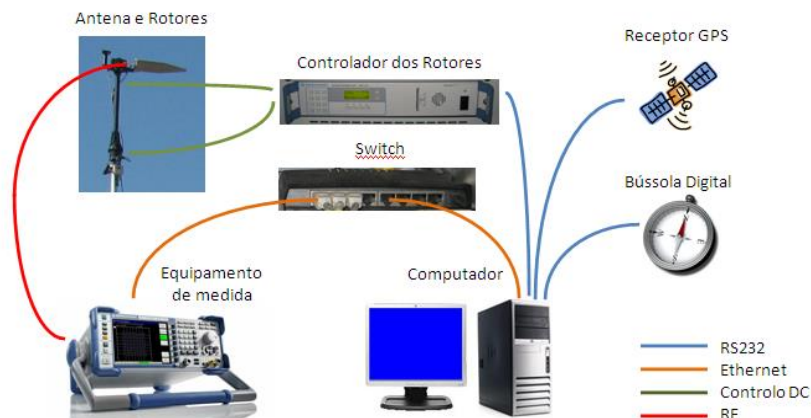 Antena e Rotores
Controlador dos Rotores
Receptor GPS
Switch
Bússola Digital
Equipamento
de medida
Computador
RS232
Ethernet
Controlo DC
RF